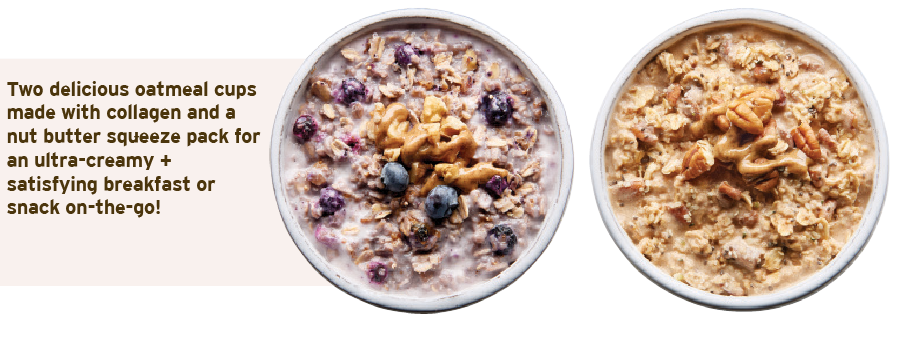 Two delicious oatmeal cups
made with collagen and a
nut butter squeeze pack for
an ultra-creamy +
satisfying breakfast or
snack on-the-go!